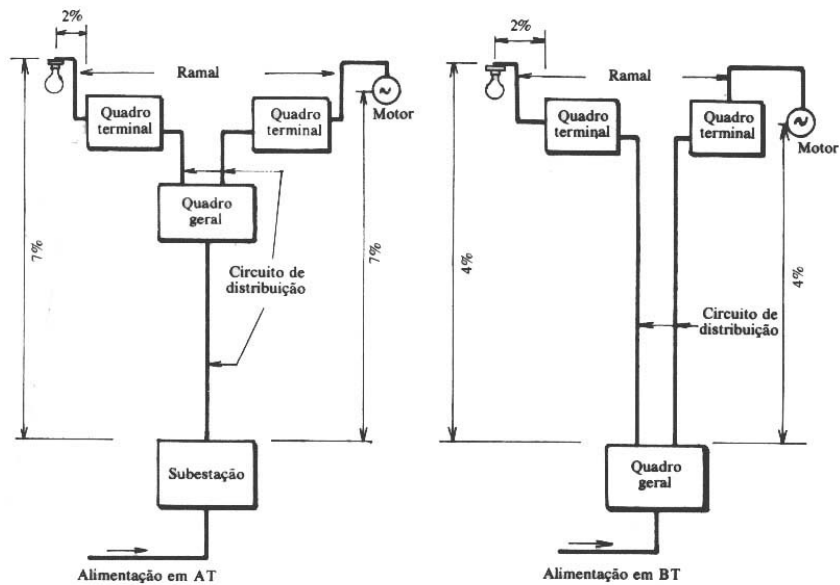 2%
Ramal
Quadro
terminal
Quadro
terminal
Motor
Quadro
geral
7%
7%
Circuito de
distribuição
Subestação
Alimentação em AT
2%
Ramal
Quadro
terminal
Quadro
terminal
Motor
4%
4%
Circuito de
distribuição
Quadro
geral
Alimentação em BT